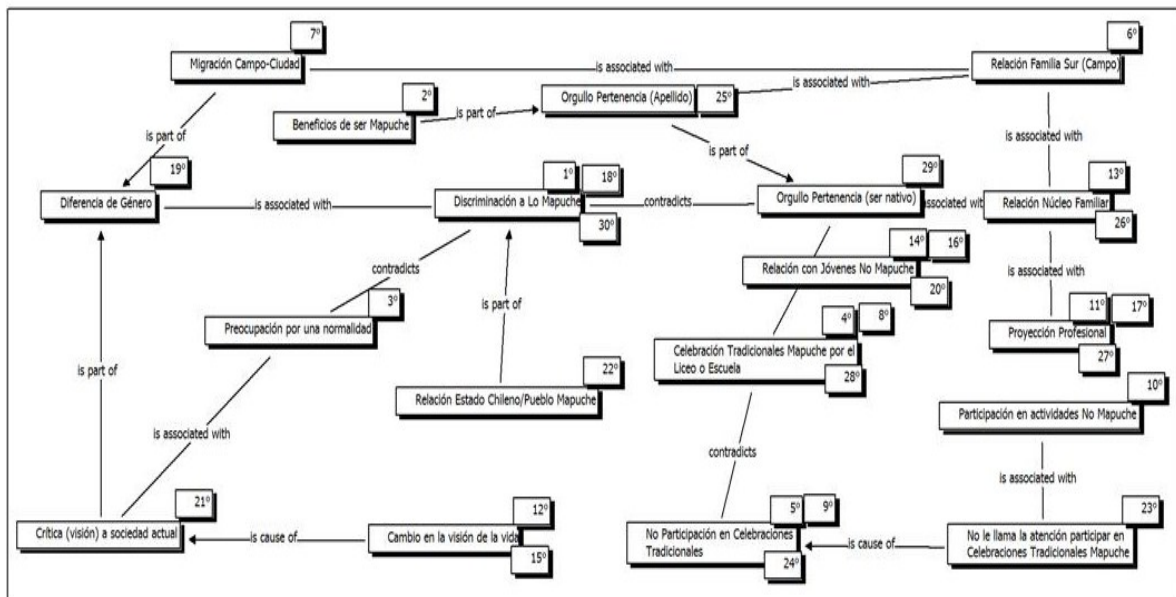 7º
6º
Migración Campo-Ciudad
is associated with
Relación Familia Sur (Campo)
is associated with
2º
Orgullo Pertenencia (Apellido)
25º
Beneficios de ser Mapuche
is part of
is part of
is associated with
is part of
19º
1º
18º
29º
13º
Diferencia de Género
is associated with
Discriminación a Lo Mapuche
contradicts
Orgullo Pertenencia (ser nativo)
Relación Núcleo Familiar
30º
26º
14º
16º
Relación con Jóvenes No Mapuche
20º
contradicts
is associated with
3º
is part of
11º
17º
Preocupación por una normalidad
4º
8º
Proyección Profesional
27º
Celebración Tradicionales Mapuche por el
Liceo o Escuela
28º
is part of
22º
Relación Estado Chileno/Pueblo Mapuche
10º
Participación en actividades No Mapuche
is associated with
contradicts
is associated with
21º
12º
5º
9º
23º
Crítica (visión) a sociedad actual
is cause of
Cambio en la visión de la vida
15º
No Participación en Celebraciones
Tradicionales
24º
is cause of
No le llama la atención participar en
Celebraciones Tradicionales Mapuche